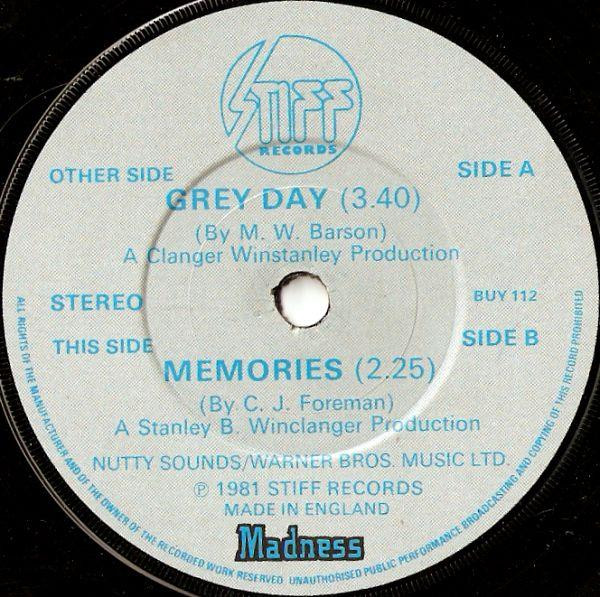 STIFF
RECORDS
OTHER SIDE
SIDE A
GREY DAY (3.40)
(By M. W. Barson)
A Clanger Winstanley Production
STEREO
BUY 112
THIS SIDE
SIDE B
MEMORIES (2.25)
(By C. J. Foreman)
A Stanley B. Winclanger Production
NUTTY SOUNDS/WARNER BROS. MUSIC LTD.
℗ 1981 STIFF RECORDS
MADE IN ENGLAND
Madness
ALL RIGHTS OF THE MANUFACTURER AND OF THE OWNER OF THE RECORDED WORK RESERVED UNAUTHORISED PUBLIC PERFORMANCE BROADCASTING AND COPYING OF THIS RECORD PROHIBITED